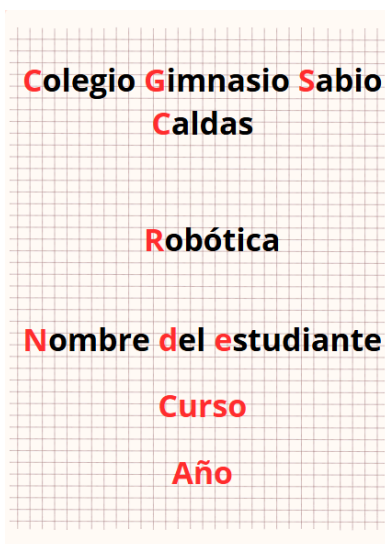 Colegio Gimnasio Sabio
Caldas
Robótica
Nombre del estudiante
Curso
Año